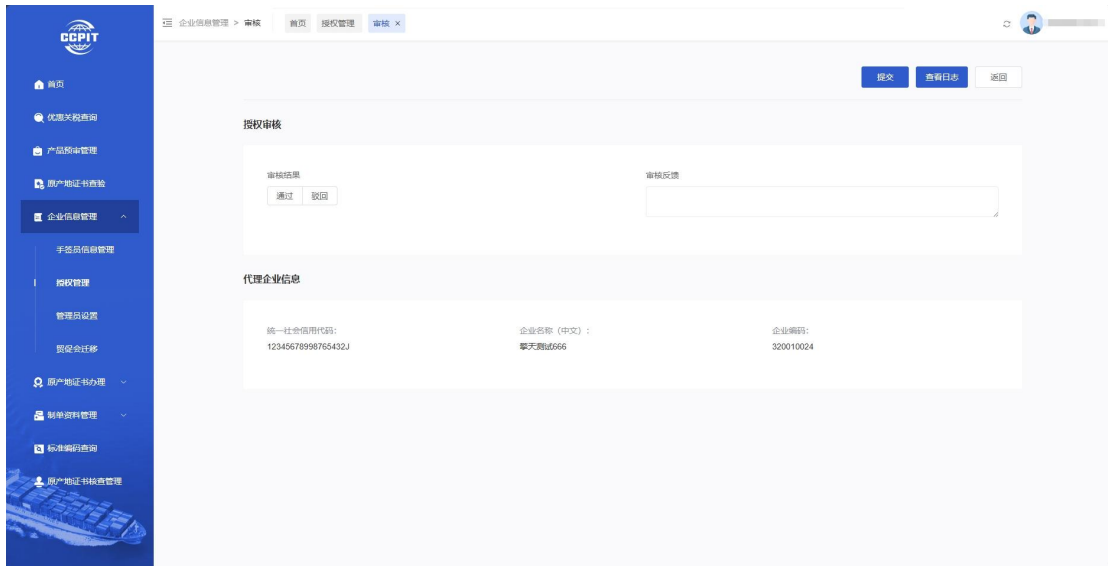 CCPIT
企业信息管理 > 审核
首页 授权管理 审核 ×
首页
优惠关税查询
产品预审管理
原产地证书查验
企业信息管理
手签员信息管理
授权管理
管理员设置
贸促会迁移
原产地证书办理
制单资料管理
标准编码查询
原产地证书核查管理
提交 查看日志 返回
授权审核
审核结果
通过 驳回
审核反馈
代理企业信息
统一社会信用代码: 企业名称（中文）: 企业编码:
12345678998765432J 擎天测试666 320010024